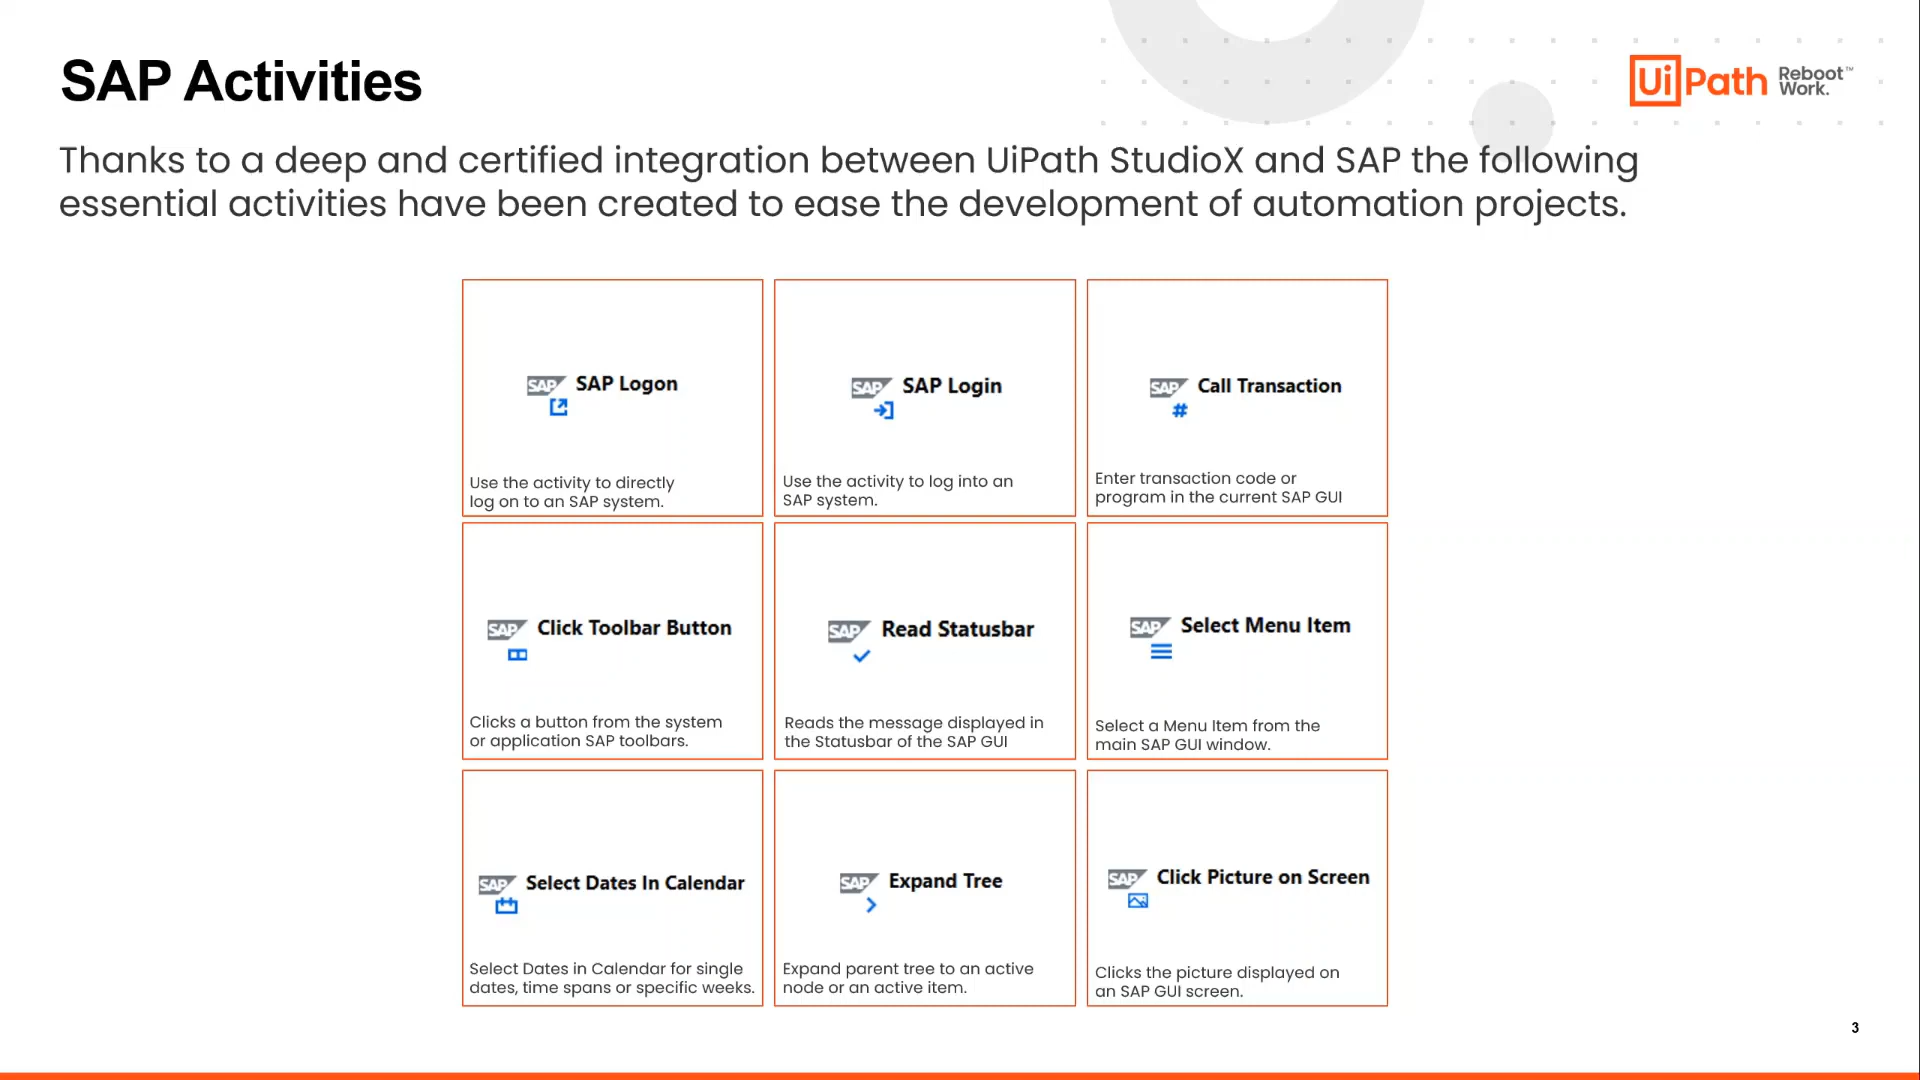 SAP Activities
UiPath Reboot Work.™
Thanks to a deep and certified integration between UiPath StudioX and SAP the following
essential activities have been created to ease the development of automation projects.
SAP SAP Logon
Use the activity to directly
log on to an SAP system.
SAP SAP Login
Use the activity to log into an
SAP system.
SAP Call Transaction
#
Enter transaction code or
program in the current SAP GUI
SAP Click Toolbar Button
Clicks a button from the system
or application SAP toolbars.
SAP Read Statusbar
Reads the message displayed in
the Statusbar of the SAP GUI
SAP Select Menu Item
Select a Menu Item from the
main SAP GUI window.
SAP Select Dates In Calendar
Select Dates in Calendar for single
dates, time spans or specific weeks.
SAP Expand Tree
Expand parent tree to an active
node or an active item.
SAP Click Picture on Screen
Clicks the picture displayed on
an SAP GUI screen.
3